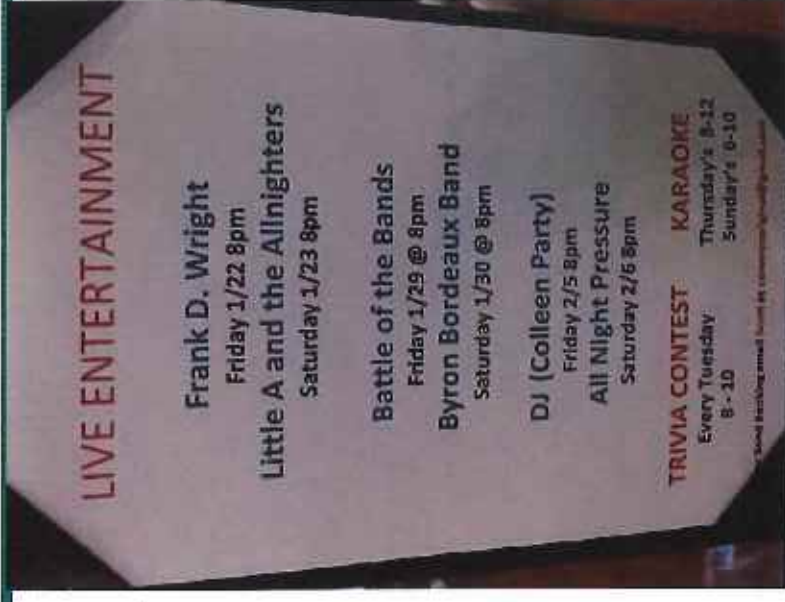 LIVE ENTERTAINMENT
Frank D. Wright
Friday 1/22 8pm
Little A and the Allnighters
Saturday 1/23 8pm
Battle of the Bands
Friday 1/29 @ 8pm
Byron Bordeaux Band
Saturday 1/30 @ 8pm
DJ (Colleen Party)
Friday 2/5 8pm
All Night Pressure
Saturday 2/6 8pm
TRIVIA CONTEST KARAOKE
Every Tuesday Thursday's 8-12
8 - 10 Sunday's 6-10
Band booking email